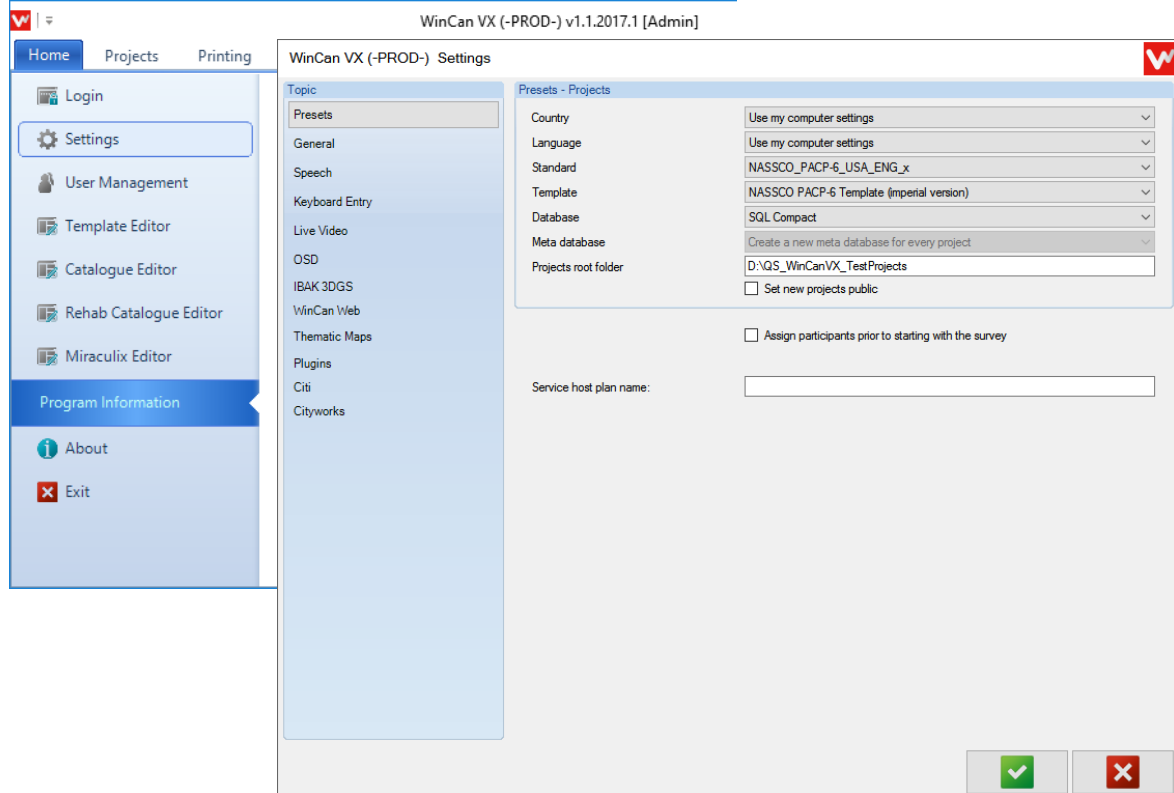 WinCan VX (-PROD-) v1.1.2017.1 [Admin]
Home Projects Printing
Login
Settings
User Management
Template Editor
Catalogue Editor
Rehab Catalogue Editor
Miraculix Editor
Program Information
About
Exit
WinCan VX (-PROD-) Settings
Topic
Presets
General
Speech
Keyboard Entry
Live Video
OSD
IBAK 3DGS
WinCan Web
Thematic Maps
Plugins
Citi
Cityworks
Presets - Projects
Country Use my computer settings
Language Use my computer settings
Standard NASSCO_PACP-6_USA_ENG_x
Template NASSCO PACP-6 Template (imperial version)
Database SQL Compact
Meta database Create a new meta database for every project
Projects root folder D:\QS_WinCanVX_TestProjects
Set new projects public
Assign participants prior to starting with the survey
Service host plan name: